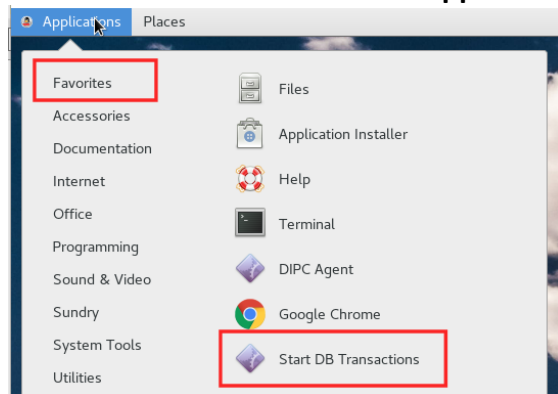 Applications Places
Favorites
Accessories
Documentation
Internet
Office
Programming
Sound & Video
Sundry
System Tools
Utilities
Files
Application Installer
Help
Terminal
DIPC Agent
Google Chrome
Start DB Transactions